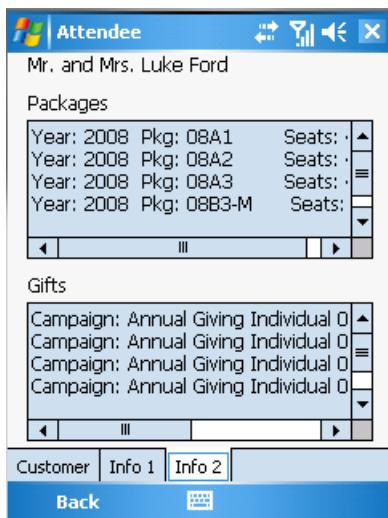 Attendee
Mr. and Mrs. Luke Ford
Packages
Year: 2008 Pkg: 08A1 Seats:
Year: 2008 Pkg: 08A2 Seats:
Year: 2008 Pkg: 08A3 Seats:
Year: 2008 Pkg: 08B3-M Seats:
Gifts
Campaign: Annual Giving Individual 0
Campaign: Annual Giving Individual 0
Campaign: Annual Giving Individual 0
Campaign: Annual Giving Individual 0
Customer Info 1 Info 2
Back